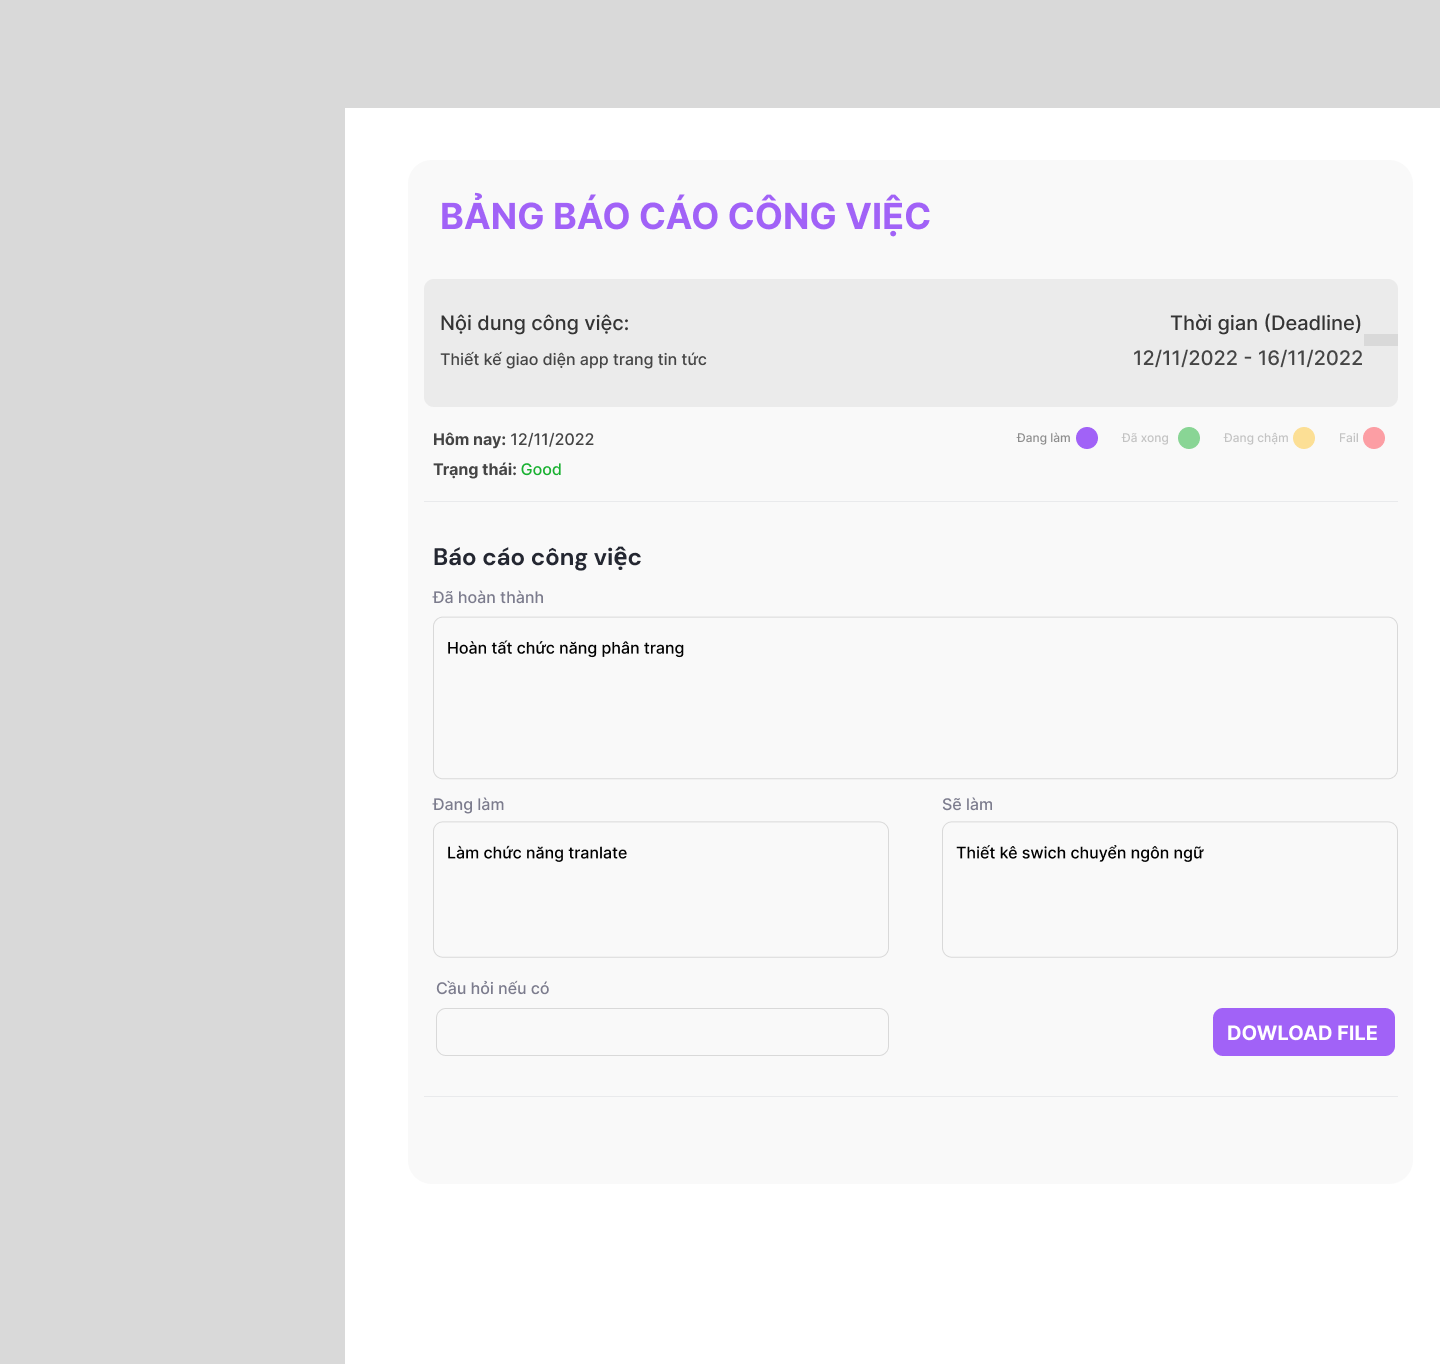 BẢNG BÁO CÁO CÔNG VIỆC
Nội dung công việc:
Thiết kế giao diện app trang tin tức
Thời gian (Deadline)
12/11/2022 - 16/11/2022
Hôm nay: 12/11/2022
Trạng thái: Good
Đang làm
Đã xong
Đang chậm
Fail
Báo cáo công việc
Đã hoàn thành
Hoàn tất chức năng phân trang
Đang làm
Làm chức năng tranlate
Sẽ làm
Thiết kê swich chuyển ngôn ngữ
Cầu hỏi nếu có
DOWLOAD FILE